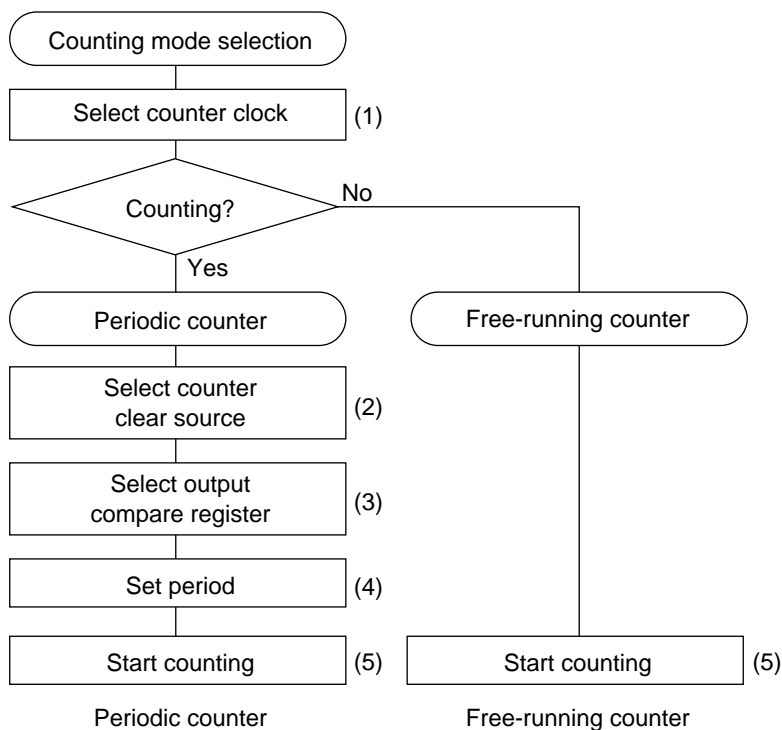 Counting mode selection
Select counter clock
(1)
Counting?
No
Yes
Periodic counter
Free-running counter
Select counter
clear source
(2)
Select output
compare register
(3)
Set period
(4)
Start counting
(5)
Start counting
(5)
Periodic counter
Free-running counter